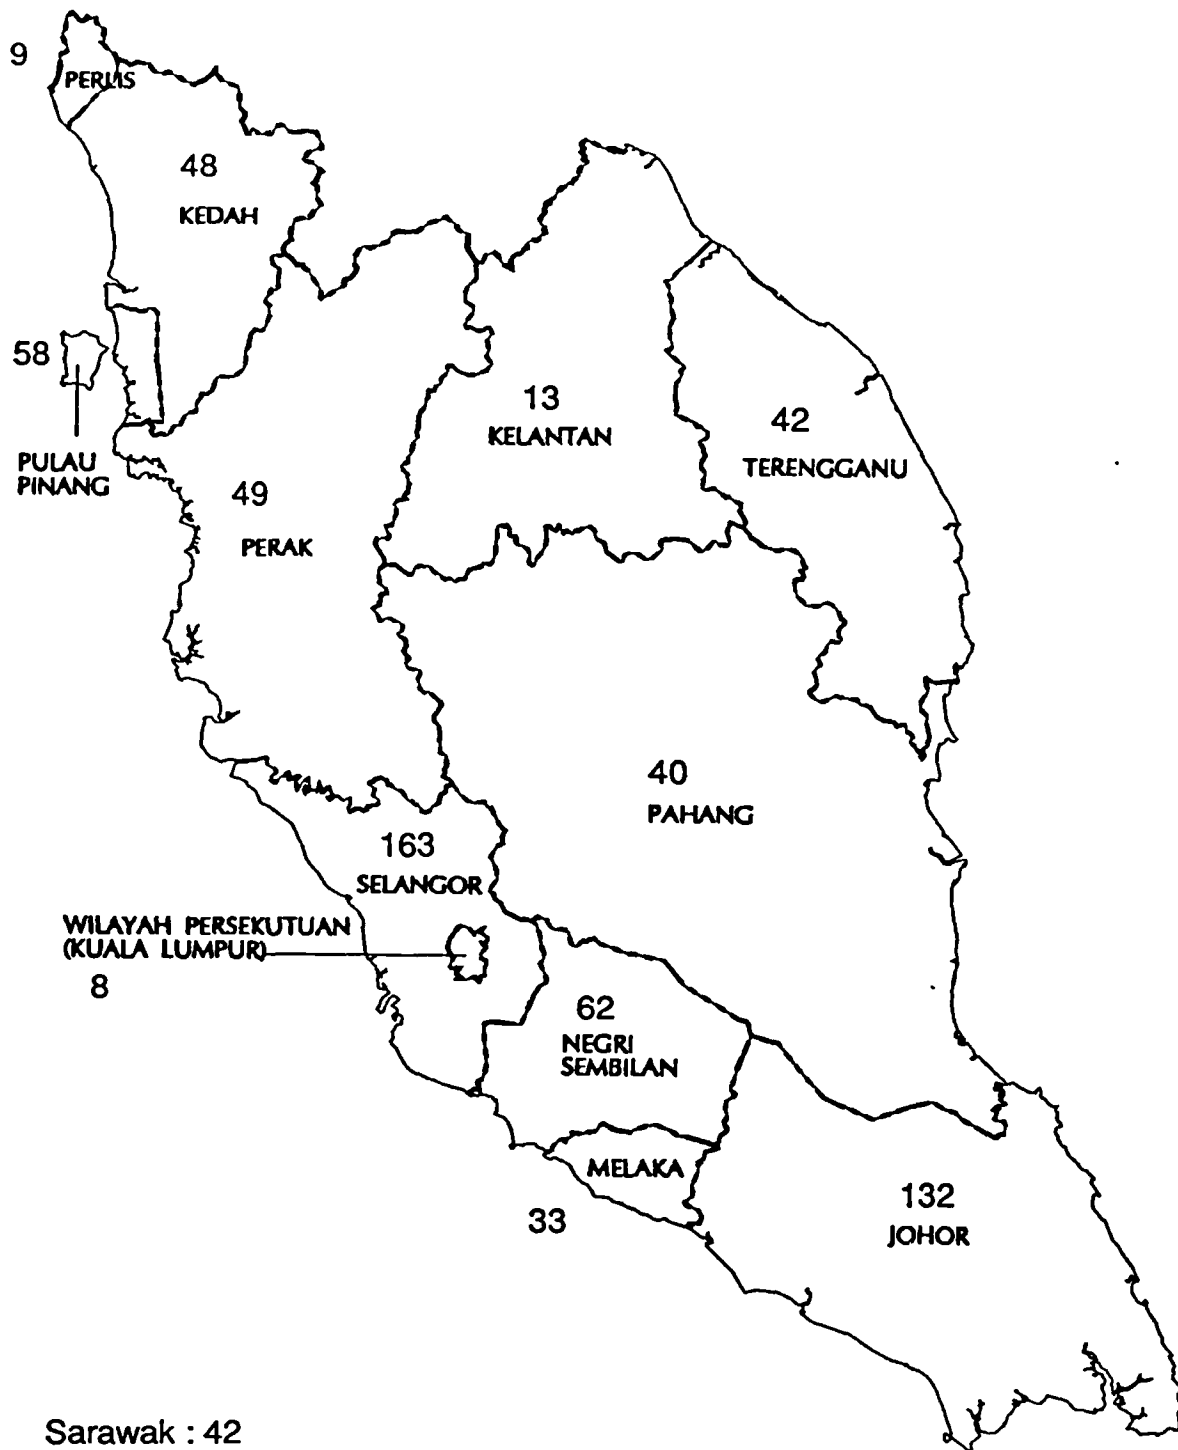 9
PERLIS
48
KEDAH
58
PULAU
PINANG
13
KELANTAN
42
TERENGGANU
49
PERAK
40
PAHANG
163
SELANGOR
WILAYAH PERSEKUTUAN
(KUALA LUMPUR)
8
62
NEGRI
SEMBILAN
MELAKA
33
132
JOHOR
Sarawak : 42